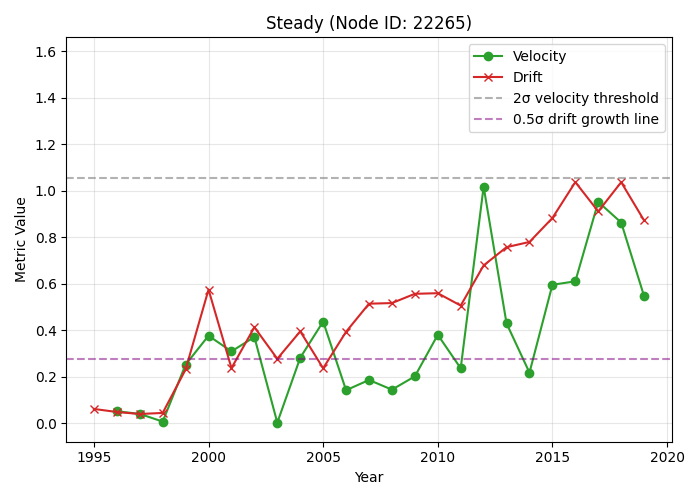 Steady (Node ID: 22265)
Velocity
Drift
2σ velocity threshold
0.5σ drift growth line
Metric Value
1.6
1.4
1.2
1.0
0.8
0.6
0.4
0.2
0.0
1995
2000
2005
2010
2015
2020
Year